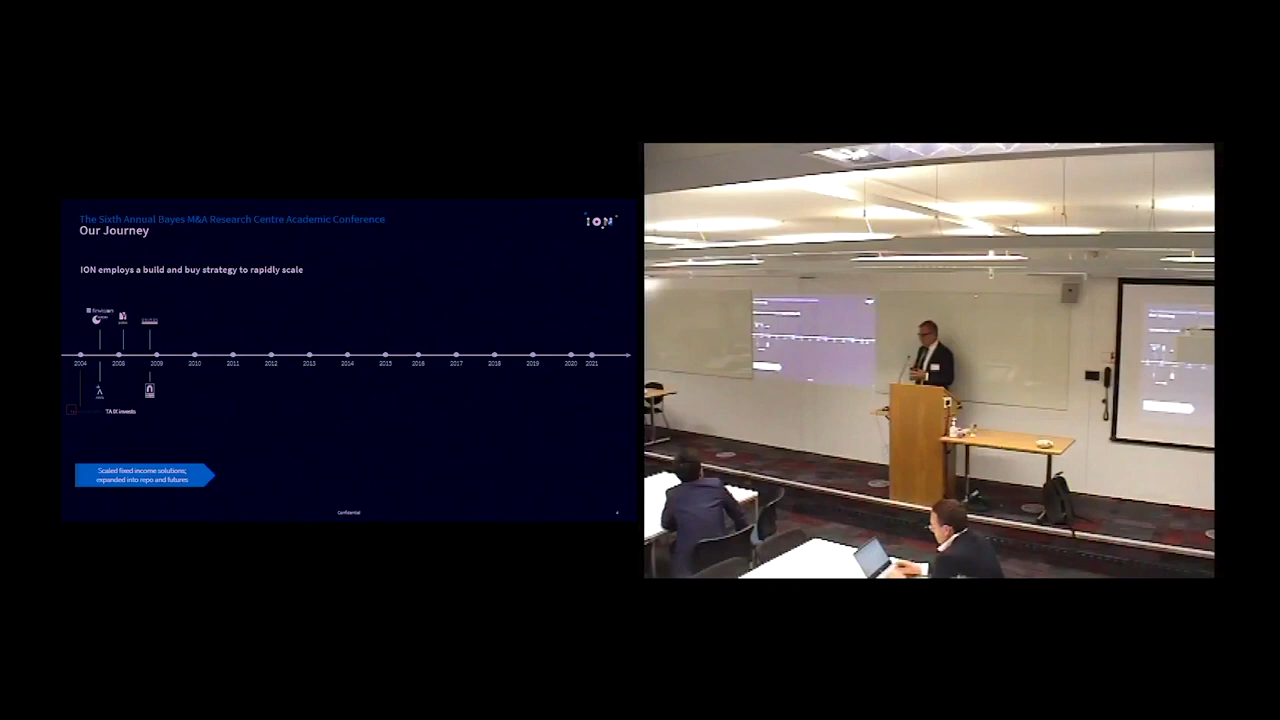 The Sixth Annual Bayes M&A Research Centre Academic Conference
Our Journey
ION
ION employs a build and buy strategy to rapidly scale
2004 2008 2009 2010 2011 2012 2013 2014 2015 2016 2017 2018 2019 2020 2021
TA IX invests
Scaled fixed income solutions;
expanded into repo and futures
Confidential
4